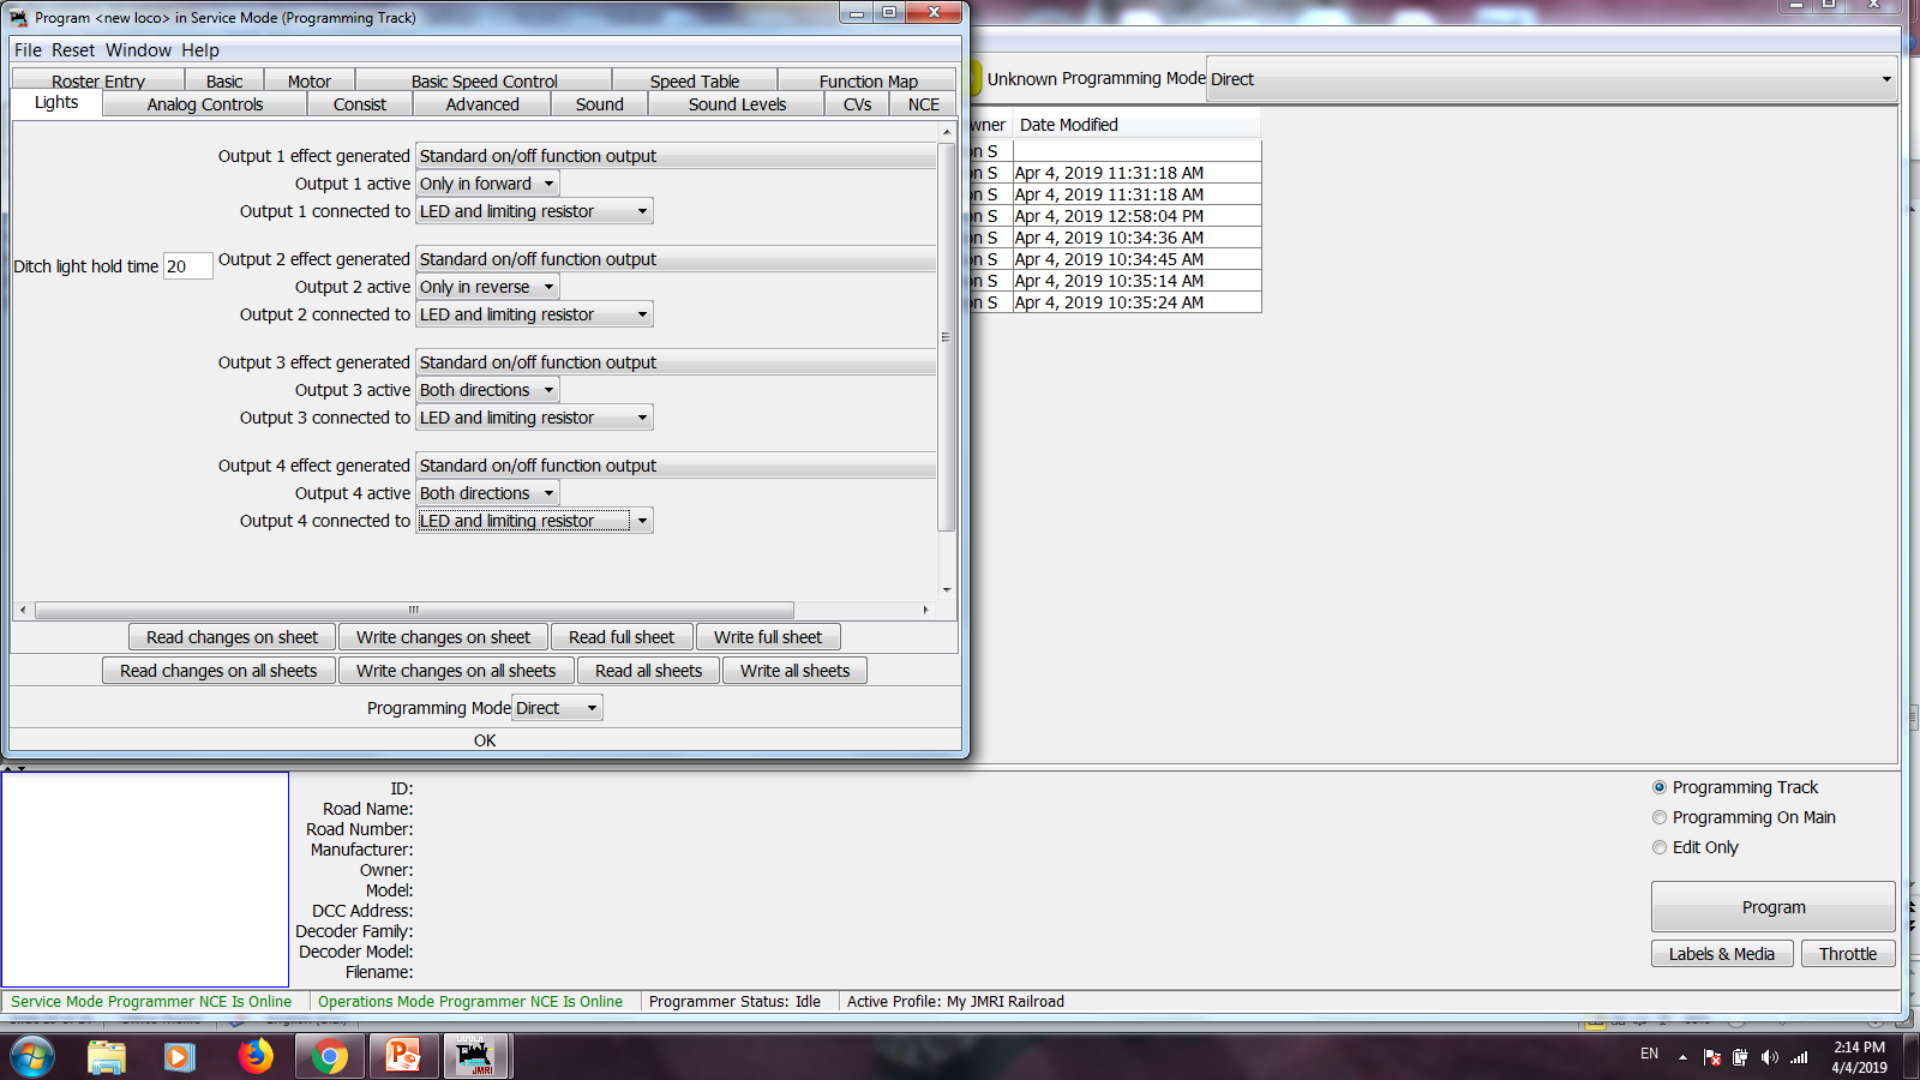 Program <new loco> in Service Mode (Programming Track)
File Reset Window Help
Roster Entry Basic Motor Basic Speed Control Speed Table Function Map
Lights Analog Controls Consist Advanced Sound Sound Levels CVs NCE
Output 1 effect generated Standard on/off function output
Output 1 active Only in forward
Output 1 connected to LED and limiting resistor
Ditch light hold time 20
Output 2 effect generated Standard on/off function output
Output 2 active Only in reverse
Output 2 connected to LED and limiting resistor
Output 3 effect generated Standard on/off function output
Output 3 active Both directions
Output 3 connected to LED and limiting resistor
Output 4 effect generated Standard on/off function output
Output 4 active Both directions
Output 4 connected to LED and limiting resistor
Read changes on sheet Write changes on sheet Read full sheet Write full sheet
Read changes on all sheets Write changes on all sheets Read all sheets Write all sheets
Programming Mode Direct
OK
Unknown Programming Mode Direct
wner Date Modified
on S
on S Apr 4, 2019 11:31:18 AM
on S Apr 4, 2019 11:31:18 AM
on S Apr 4, 2019 12:58:04 PM
on S Apr 4, 2019 10:34:36 AM
on S Apr 4, 2019 10:34:45 AM
on S Apr 4, 2019 10:35:14 AM
on S Apr 4, 2019 10:35:24 AM
ID:
Road Name:
Road Number:
Manufacturer:
Owner:
Model:
DCC Address:
Decoder Family:
Decoder Model:
Filename:
Programming Track
Programming On Main
Edit Only
Program
Labels & Media Throttle
Service Mode Programmer NCE Is Online Operations Mode Programmer NCE Is Online Programmer Status: Idle Active Profile: My JMRI Railroad
JMRI
EN
2:14 PM
4/4/2019